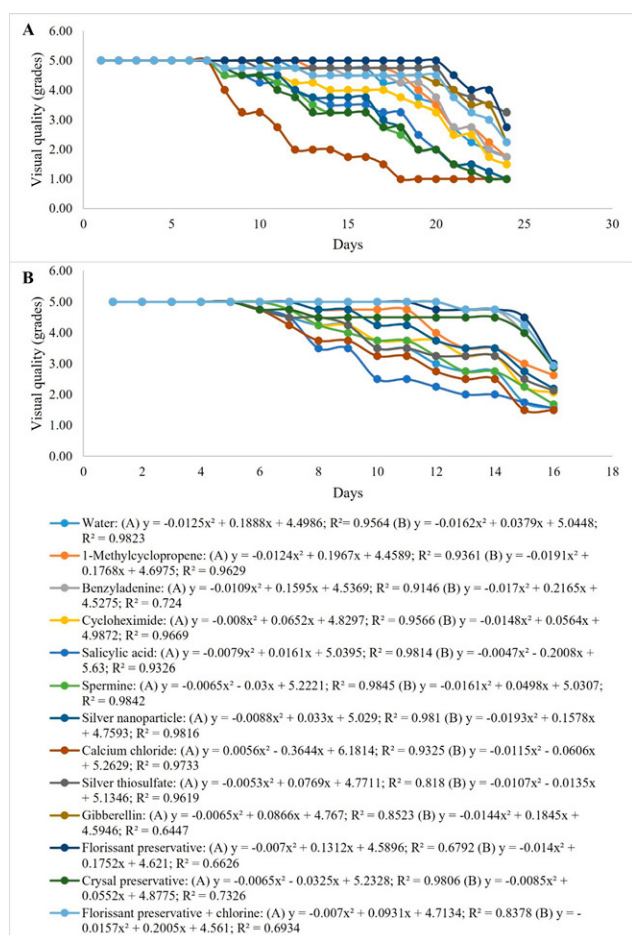 A
Visual quality (grades)
6.00
5.00
4.00
3.00
2.00
1.00
0.00
0 5 10 15 20 25 30
Days
B
Visual quality (grades)
6.00
5.00
4.00
3.00
2.00
1.00
0.00
0 2 4 6 8 10 12 14 16 18
Days
Water: (A) y = -0.0125x² + 0.1888x + 4.4986; R²= 0.9564 (B) y = -0.0162x² + 0.0379x + 5.0448;
R² = 0.9823
1-Methylcyclopropene: (A) y = -0.0124x² + 0.1967x + 4.4589; R² = 0.9361 (B) y = -0.0191x² +
0.1768x + 4.6975; R² = 0.9629
Benzyladenine: (A) y = -0.0109x² + 0.1595x + 4.5369; R² = 0.9146 (B) y = -0.017x² + 0.2165x +
4.5275; R² = 0.724
Cycloheximide: (A) y = -0.008x² + 0.0652x + 4.8297; R² = 0.9566 (B) y = -0.0148x² + 0.0564x +
4.9872; R² = 0.9669
Salicylic acid: (A) y = -0.0079x² + 0.0161x + 5.0395; R² = 0.9814 (B) y = -0.0047x² - 0.2008x +
5.63; R² = 0.9326
Spermine: (A) y = -0.0065x² - 0.03x + 5.2221; R² = 0.9845 (B) y = -0.0161x² + 0.0498x + 5.0307;
R² = 0.9842
Silver nanoparticle: (A) y = -0.0088x² + 0.033x + 5.029; R² = 0.981 (B) y = -0.0193x² + 0.1578x
+ 4.7593; R² = 0.9816
Calcium chloride: (A) y = 0.0056x² - 0.3644x + 6.1814; R² = 0.9325 (B) y = -0.0115x² - 0.0606x
+ 5.2629; R² = 0.9733
Silver thiosulfate: (A) y = -0.0053x² + 0.0769x + 4.7711; R² = 0.818 (B) y = -0.0107x² - 0.0135x
+ 5.1346; R² = 0.9619
Gibberellin: (A) y = -0.0065x² + 0.0866x + 4.767; R² = 0.8523 (B) y = -0.0144x² + 0.1845x +
4.5946; R² = 0.6447
Florissant preservative: (A) y = -0.007x² + 0.1312x + 4.5896; R² = 0.6792 (B) y = -0.014x² +
0.1752x + 4.621; R² = 0.6626
Crysal preservative: (A) y = -0.0065x² - 0.0325x + 5.2328; R² = 0.9806 (B) y = -0.0085x² +
0.0552x + 4.8775; R² = 0.7326
Florissant preservative + chlorine: (A) y = -0.007x² + 0.0931x + 4.7134; R² = 0.8378 (B) y = -
0.0157x² + 0.2005x + 4.561; R² = 0.6934